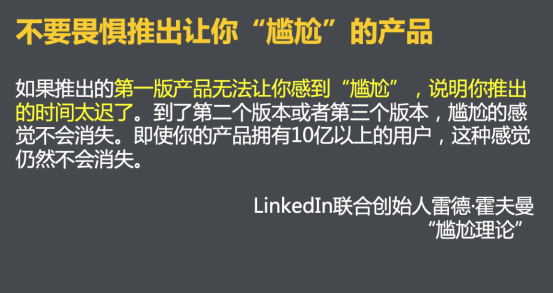 不要畏惧推出让你“尴尬”的产品
如果推出的第一版产品无法让你感到“尴尬”，说明你推出
的时间太迟了。到了第二个版本或者第三个版本，尴尬的感
觉不会消失。即使你的产品拥有10亿以上的用户，这种感觉
仍然不会消失。
LinkedIn联合创始人雷德·霍夫曼
“尴尬理论”